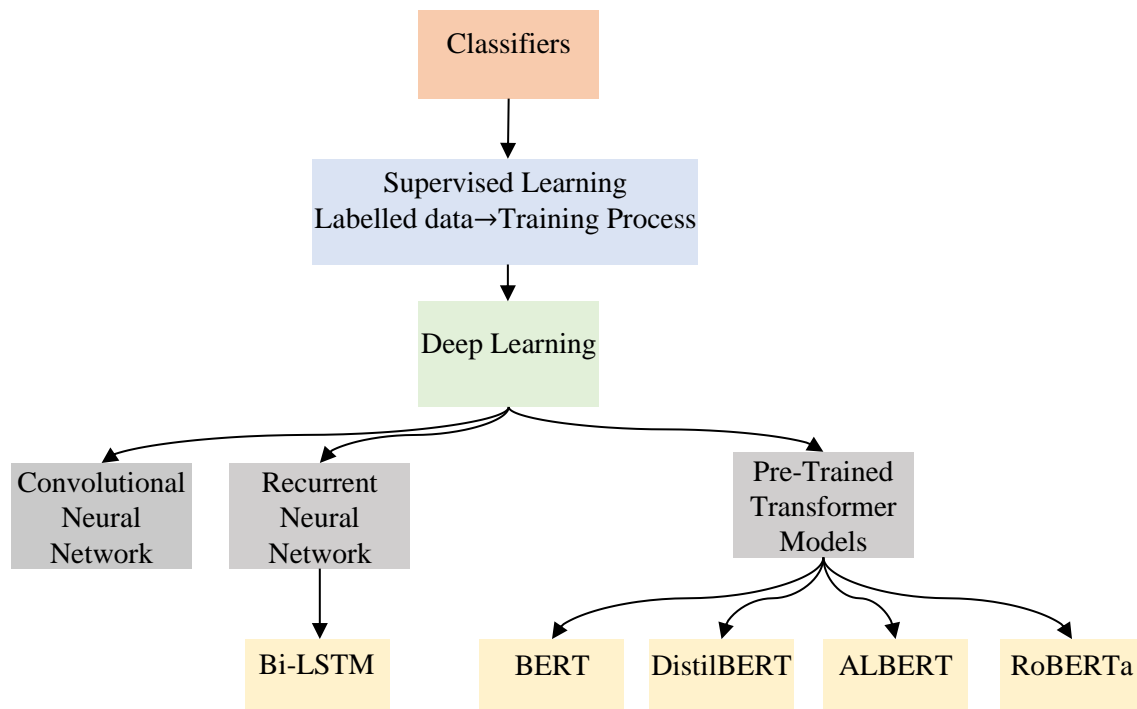 Classifiers
Supervised Learning
Labelled data→Training Process
Deep Learning
Convolutional
Neural
Network
Recurrent
Neural
Network
Pre-Trained
Transformer
Models
Bi-LSTM
BERT
DistilBERT
ALBERT
RoBERTa